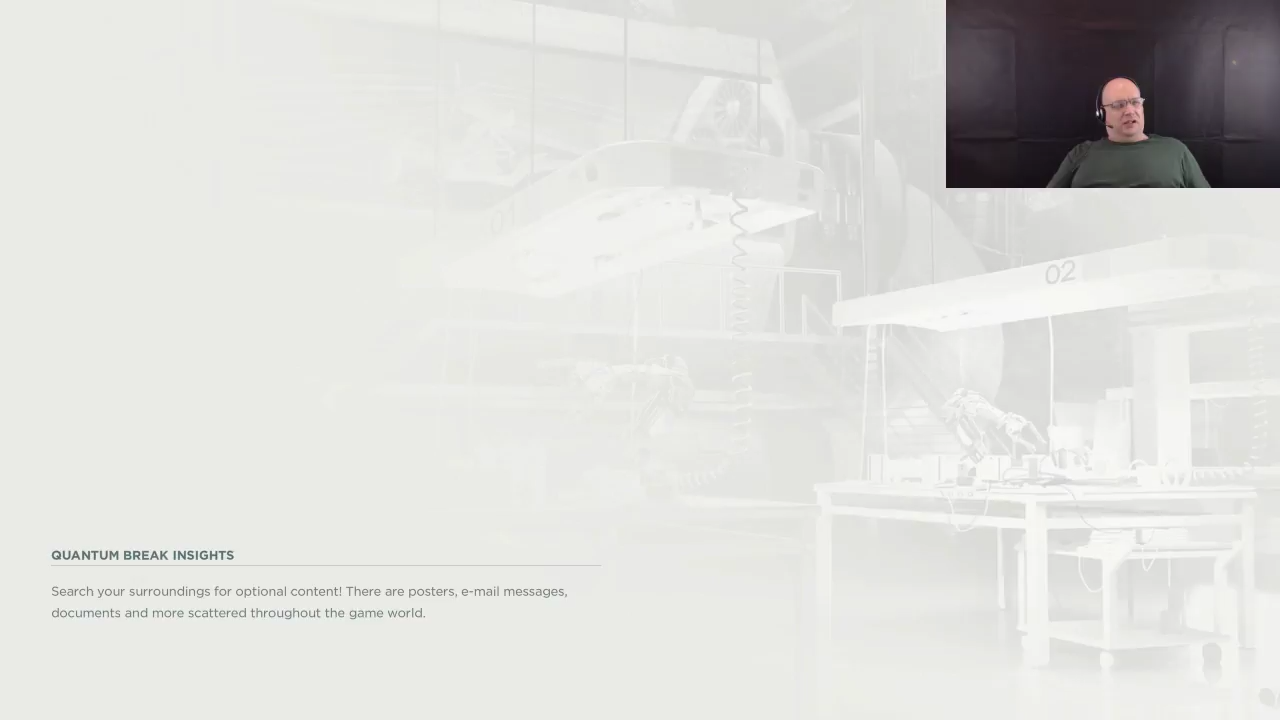 02
QUANTUM BREAK INSIGHTS
Search your surroundings for optional content! There are posters, e-mail messages,
documents and more scattered throughout the game world.